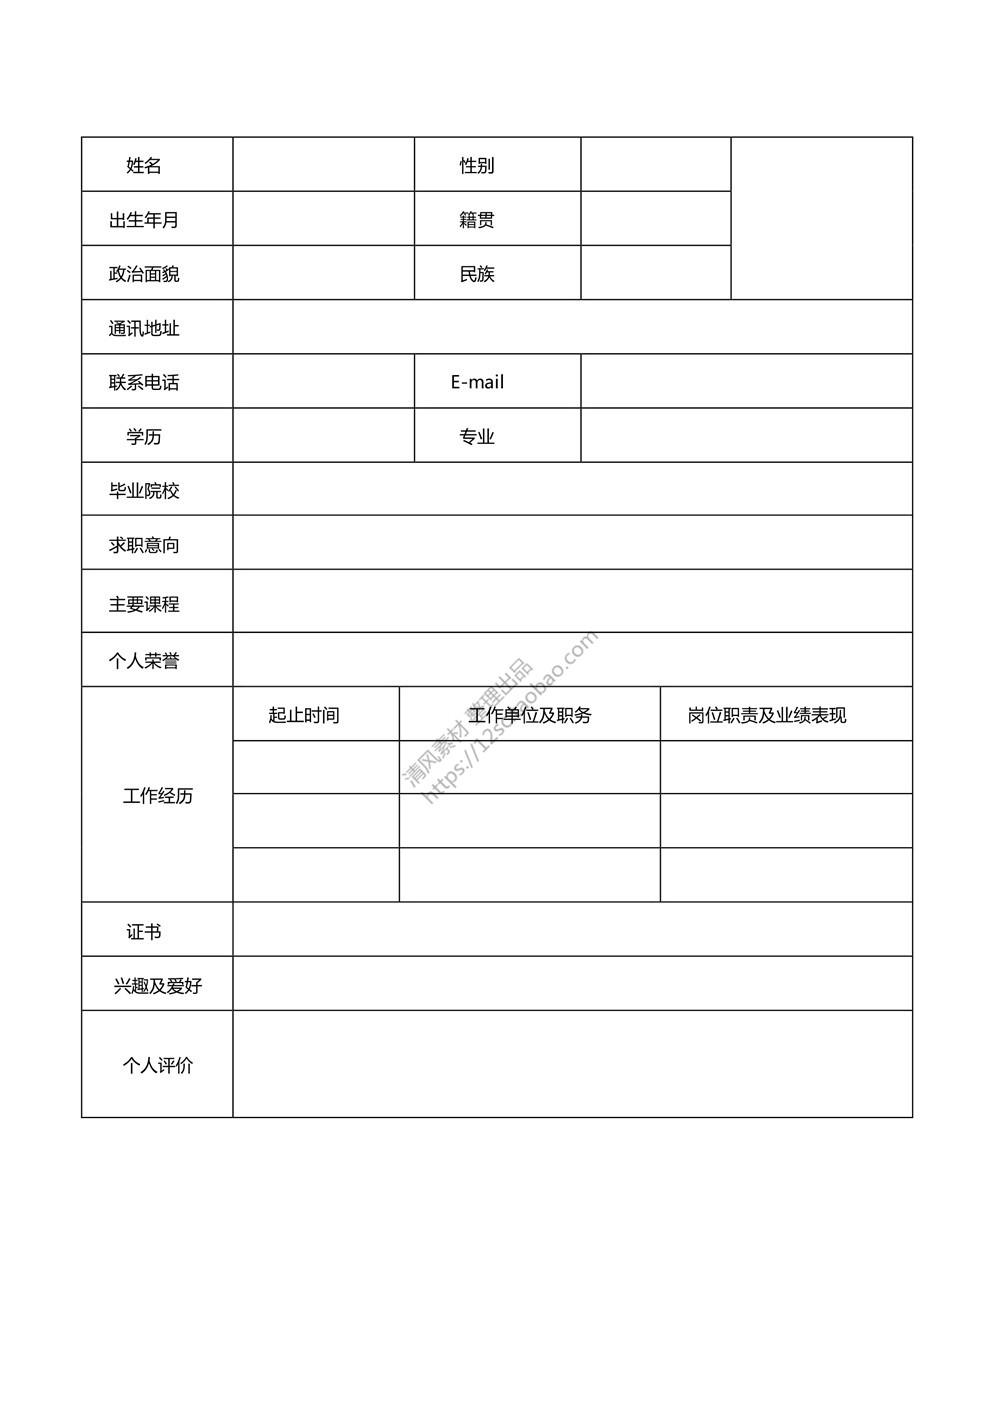 姓名 性别
出生年月 籍贯
政治面貌 民族
通讯地址
联系电话 E-mail
学历 专业
毕业院校
求职意向
主要课程
个人荣誉
工作经历
起止时间 工作单位及职务 岗位职责及业绩表现
清风素材 整理出品
https://12sc.taobao.com
证书
兴趣及爱好
个人评价